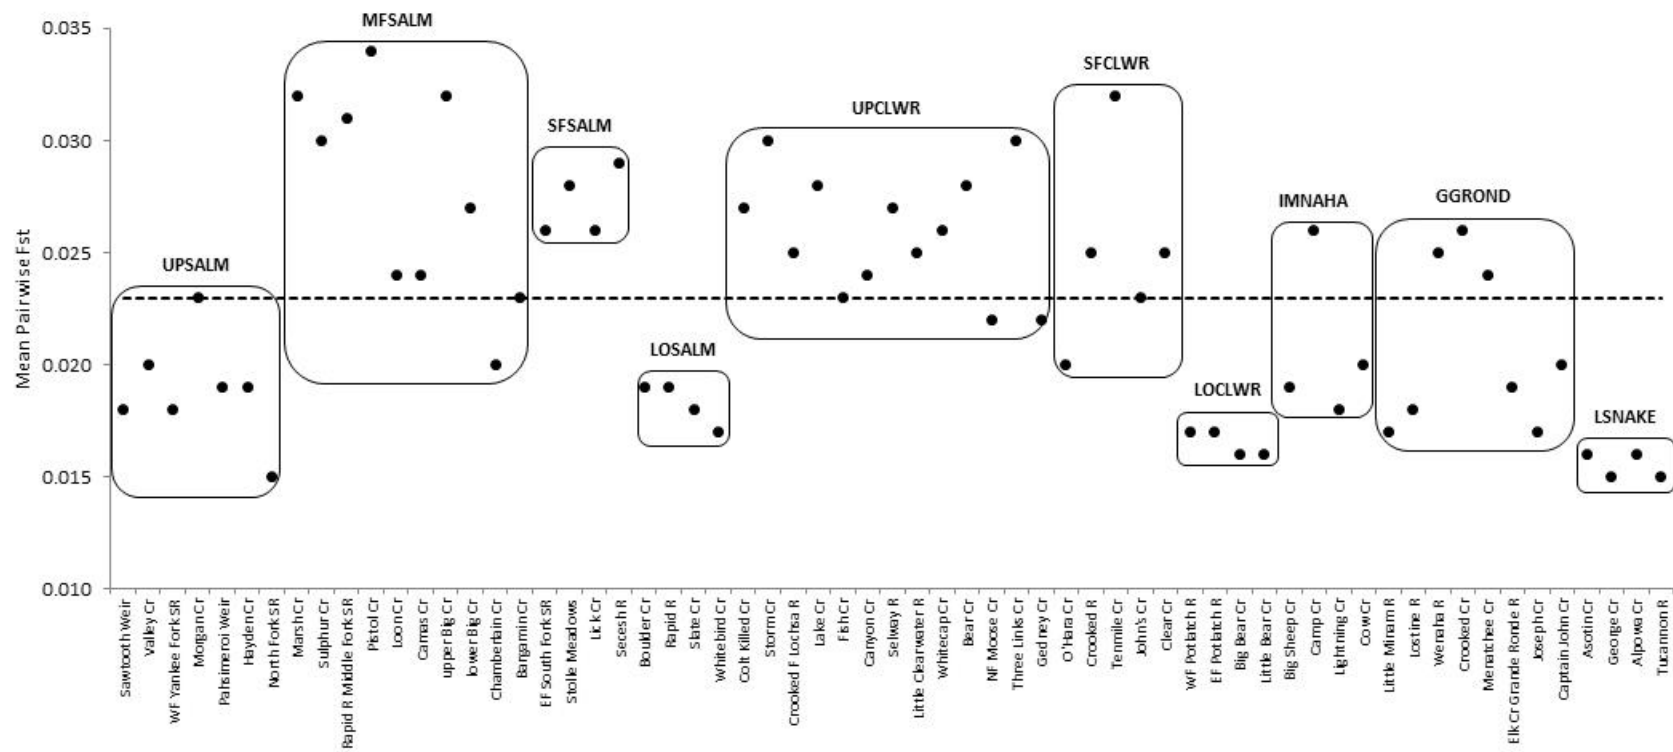 MFSALM
0.035
SFCLWR
UPCLWR
SFSALM
0.030
IMNAHA
GGROND
0.025
UPSALM
LOSALM
0.020
LOCLWR
LSNAKE
0.015
0.010
Mean Pairwise Fst
Sawtooth Weir
Valley Cr
WF Yankee Fork SR
Morgan Cr
Pahsimeroi Weir
Hayden Cr
North Fork SR
Marsh Cr
Sulphur Cr
Rapid R Middle Fork SR
Pistol Cr
Loon Cr
Camas Cr
upper Big Cr
lower Big Cr
Chamberlain Cr
Bargamin Cr
EF South Fork SR
Stolle Meadows
Lick Cr
Secesh R
Boulder Cr
Rapid R
Slate Cr
Whitebird Cr
Colt Killed Cr
Storm Cr
Crooked F Lochsa R
Lake Cr
Fish Cr
Canyon Cr
Selway R
Little Clearwater R
Whitecap Cr
Bear Cr
NF Moose Cr
Three Links Cr
Gedney Cr
O'Hara Cr
Crooked R
Tenmile Cr
John's Cr
Clear Cr
WF Potlatch R
EF Potlatch R
Big Bear Cr
Little Bear Cr
Big Sheep Cr
Camp Cr
Lightning Cr
Cow Cr
Little Minam R
Lostine R
Wenaha R
Crooked Cr
Menatchee Cr
Elk Cr Grande Ronde R
Joseph Cr
Captain John Cr
Asotin Cr
George Cr
Alpowa Cr
Tucannon R